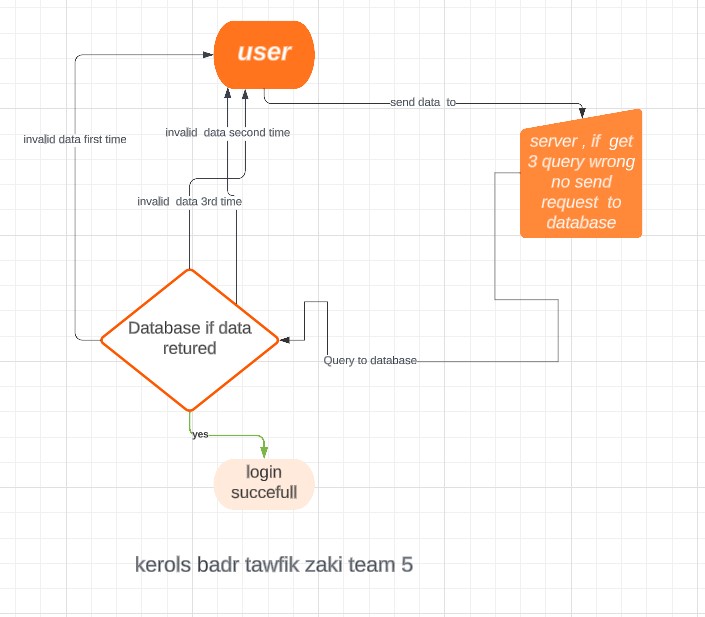 user
send data to
invalid data first time
invalid data second time
server , if get
3 query wrong
no send
request to
database
invalid data 3rd time
Database if data
retured
Query to database
yes
login
succefull
kerols badr tawfik zaki team 5